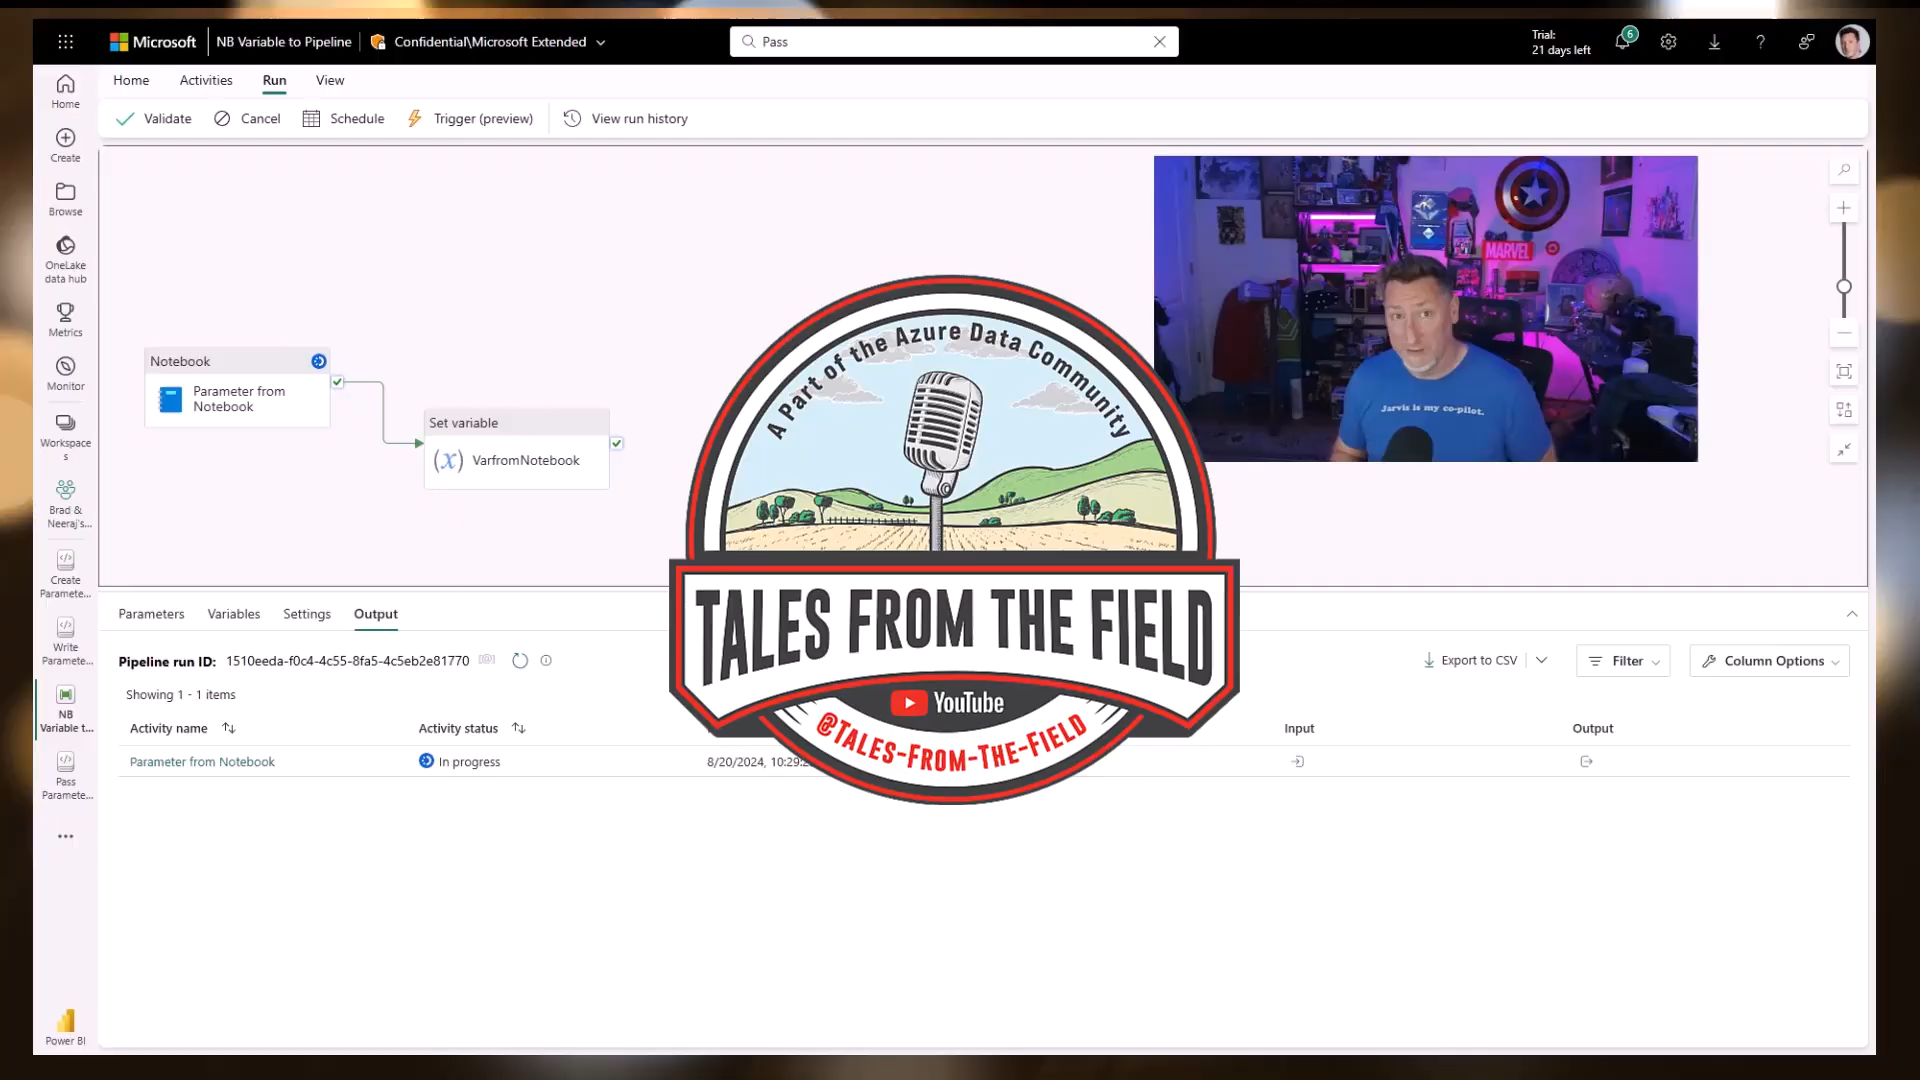 Microsoft
NB Variable to Pipeline
Confidential\Microsoft Extended
Pass
Trial:
21 days left
6
Home
Activities
Run
View
Validate
Cancel
Schedule
Trigger (preview)
View run history
Home
Create
Browse
OneLake
data hub
Metrics
Monitor
Workspace
s
Brad &
Neeraj's...
Create
Paramete...
Write
Paramete...
NB
Variable t...
Pass
Paramete...
Power BI
Notebook
Parameter from
Notebook
Set variable
(x) VarfromNotebook
MARVEL
Jarvis is my co-pilot.
A Part of the Azure Data Community
TALES FROM THE FIELD
YouTube
@TALES-FROM-THE-FIELD
Parameters
Variables
Settings
Output
Pipeline run ID: 1510eeda-f0c4-4c55-8fa5-4c5eb2e81770
Export to CSV
Filter
Column Options
Showing 1 - 1 items
Activity name
Activity status
Input
Output
Parameter from Notebook
In progress
8/20/2024, 10:29: